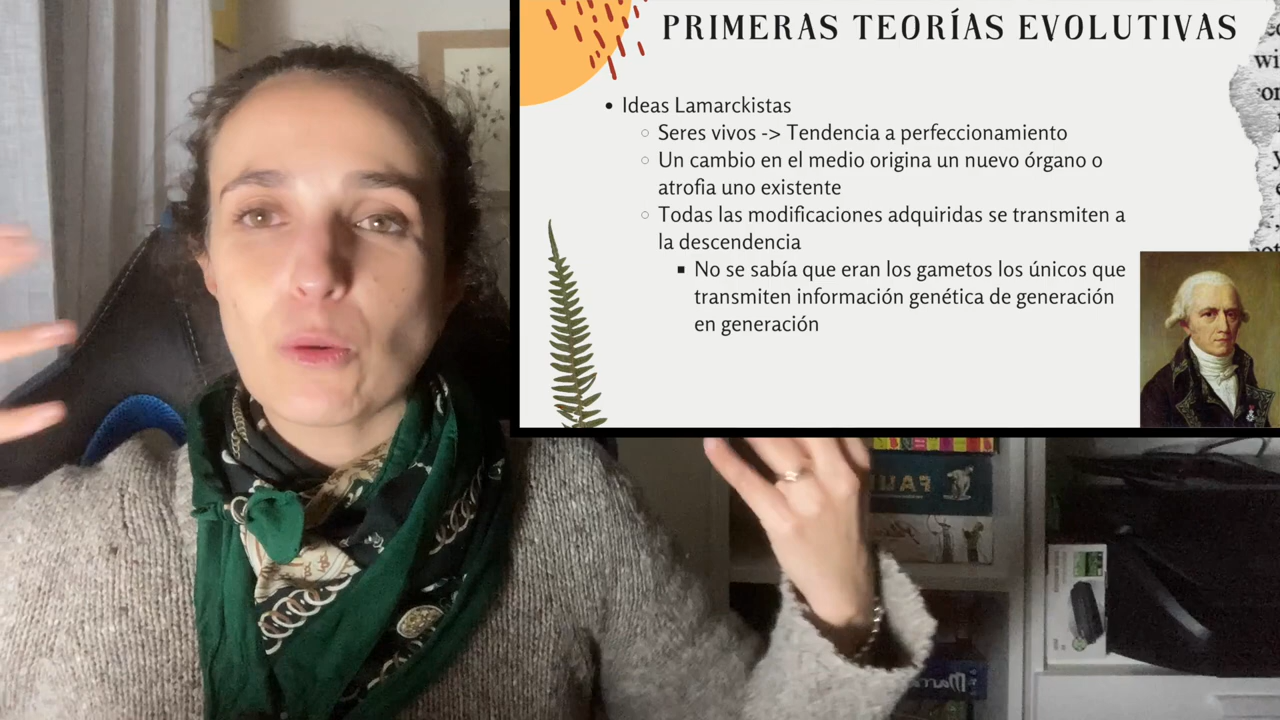 PRIMERAS TEORÍAS EVOLUTIVAS
• Ideas Lamarckistas
○ Seres vivos -> Tendencia a perfeccionamiento
○ Un cambio en el medio origina un nuevo órgano o
atrofia uno existente
○ Todas las modificaciones adquiridas se transmiten a
la descendencia
▪ No se sabía que eran los gametos los únicos que
transmiten información genética de generación
en generación